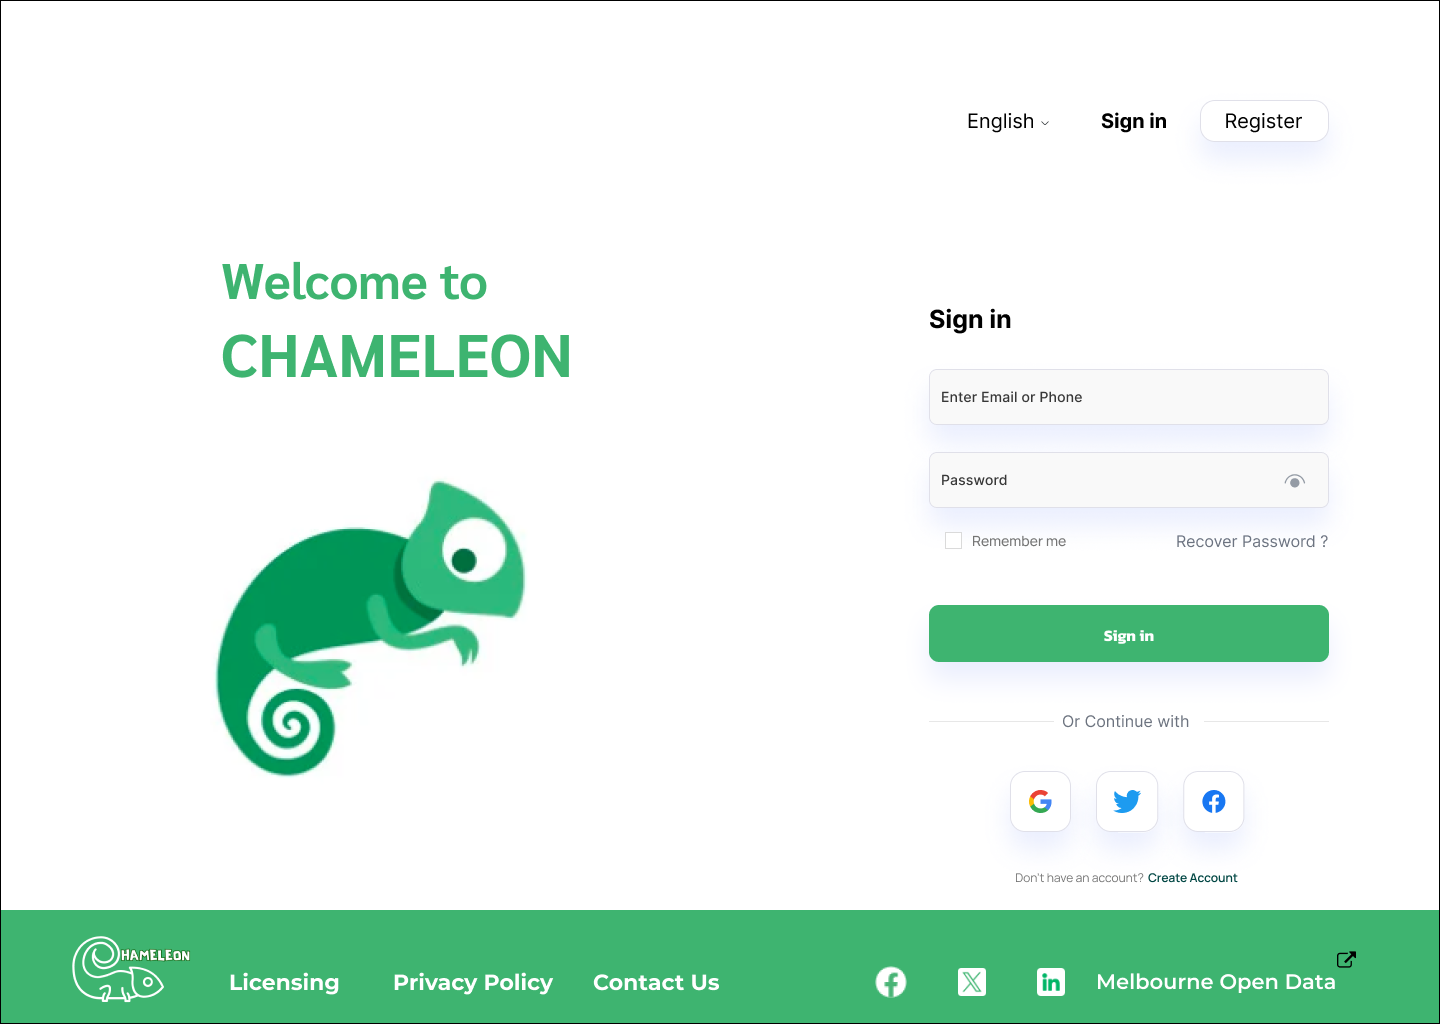 English
Sign in
Register
Welcome to
CHAMELEON
Sign in
Enter Email or Phone
Password
Remember me
Recover Password ?
Sign in
Or Continue with
Don't have an account? Create Account
HAMELEON
Licensing
Privacy Policy
Contact Us
Melbourne Open Data